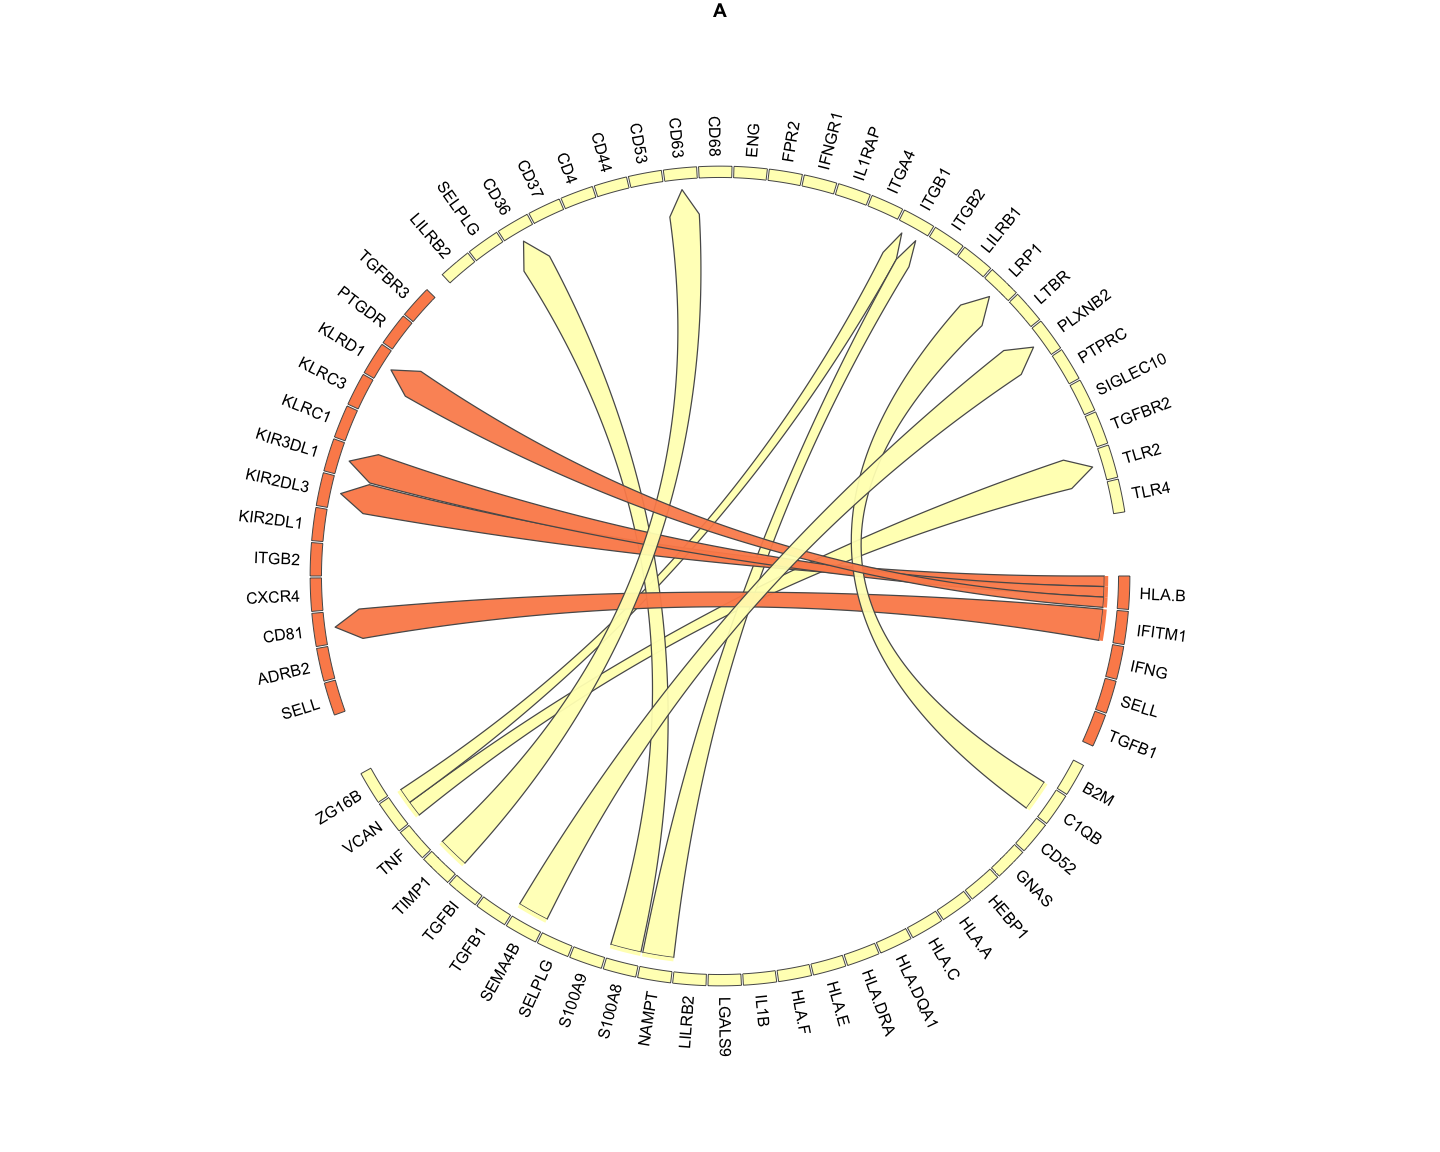 A
LILRB2
SELPLG
CD36
CD37
CD4
CD44
CD53
CD63
CD68
ENG
FPR2
IFNGR1
IL1RAP
ITGA4
ITGB1
ITGB2
LILRB1
LRP1
LTBR
PLXNB2
PTPRC
SIGLEC10
TGFBR2
TLR2
TLR4
HLA.B
IFITM1
IFNG
SELL
TGFB1
B2M
C1QB
CD52
GNAS
HEBP1
HLA.A
HLA.C
HLA.DQA1
HLA.DRA
HLA.E
HLA.F
IL1B
LGALS9
LILRB2
NAMPT
S100A8
S100A9
SELPLG
SEMA4B
TGFB1
TGFBI
TIMP1
TNF
VCAN
ZG16B
SELL
ADRB2
CD81
CXCR4
ITGB2
KIR2DL1
KIR2DL3
KIR3DL1
KLRC1
KLRC3
KLRD1
PTGDR
TGFBR3